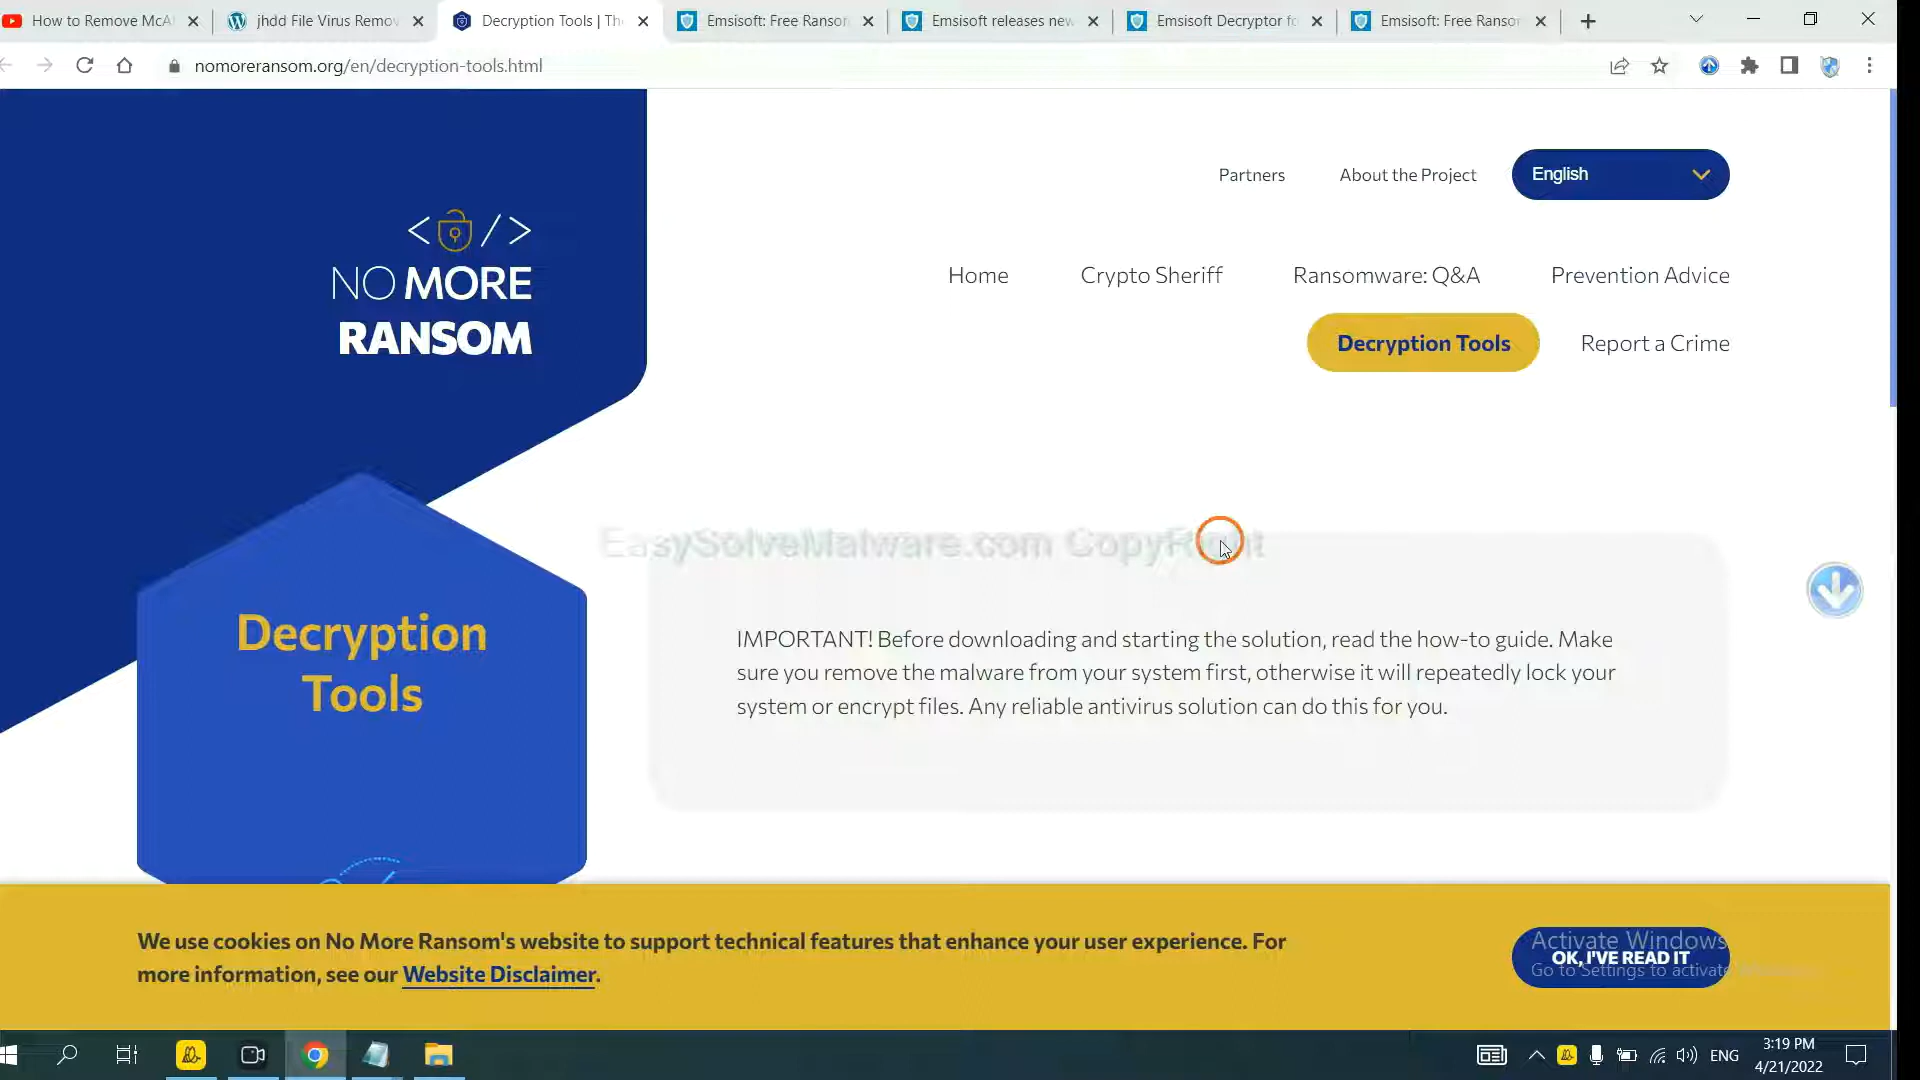 How to Remove McA
jhdd File Virus Remov
Decryption Tools | Th
Emsisoft: Free Ranson
Emsisoft releases new
Emsisoft Decryptor fo
Emsisoft: Free Ranso
nomoreransom.org/en/decryption-tools.html
Partners
About the Project
English
NO MORE
RANSOM
Home
Crypto Sheriff
Ransomware: Q&A
Prevention Advice
Decryption Tools
Report a Crime
EasySolveMalware.com CopyRight
Decryption
Tools
IMPORTANT! Before downloading and starting the solution, read the how-to guide. Make
sure you remove the malware from your system first, otherwise it will repeatedly lock your
system or encrypt files. Any reliable antivirus solution can do this for you.
We use cookies on No More Ransom's website to support technical features that enhance your user experience. For
more information, see our Website Disclaimer.
Activate Windows
OK, I'VE READ IT
Go to Settings to activate
ENG
3:19 PM
4/21/2022